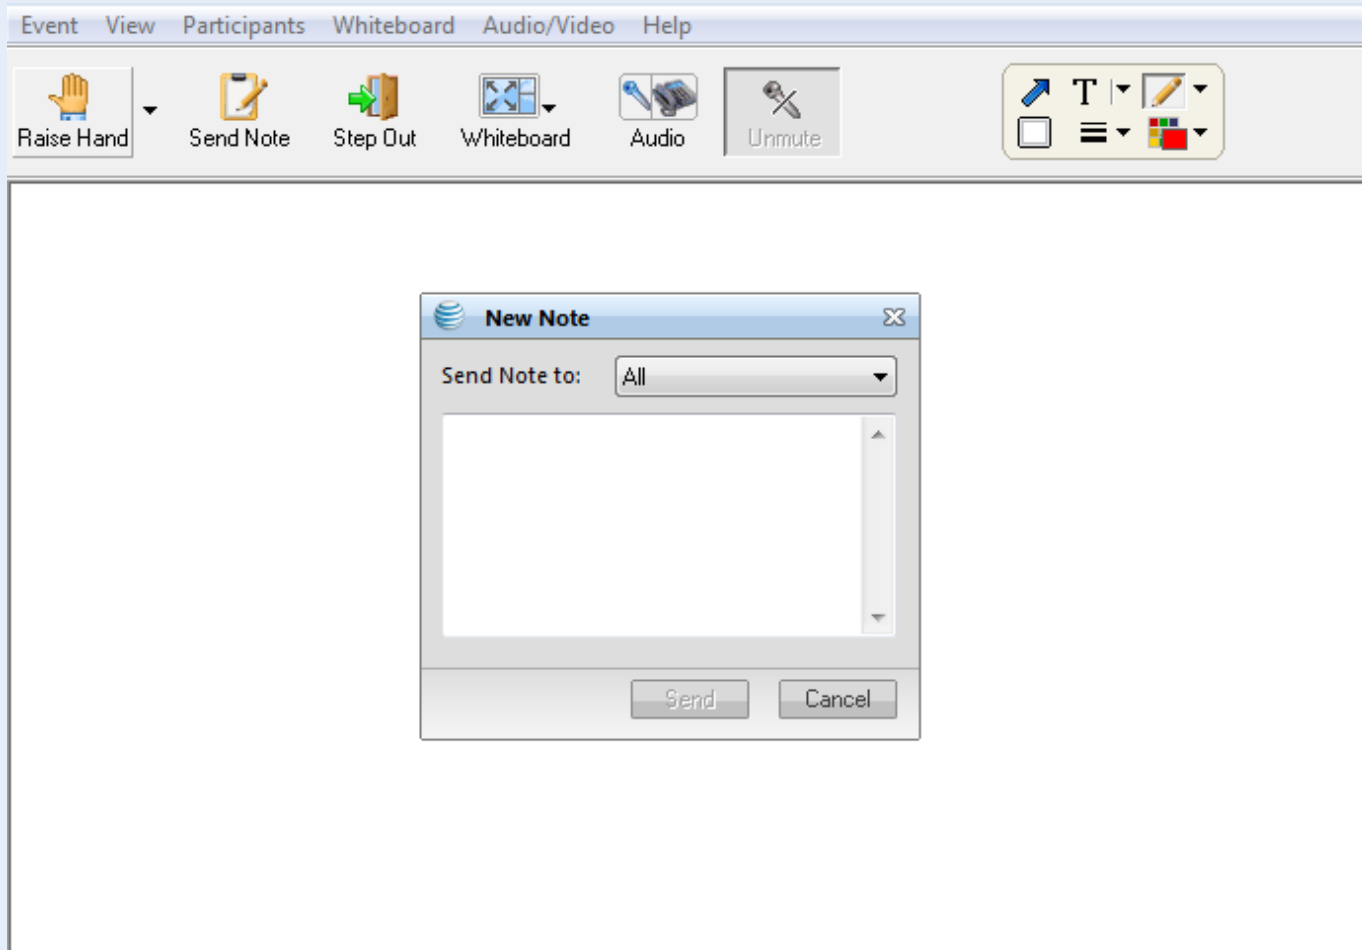 Event View Participants Whiteboard Audio/Video Help
Raise Hand Send Note Step Out Whiteboard Audio Unmute
T
New Note
Send Note to: All
Send Cancel